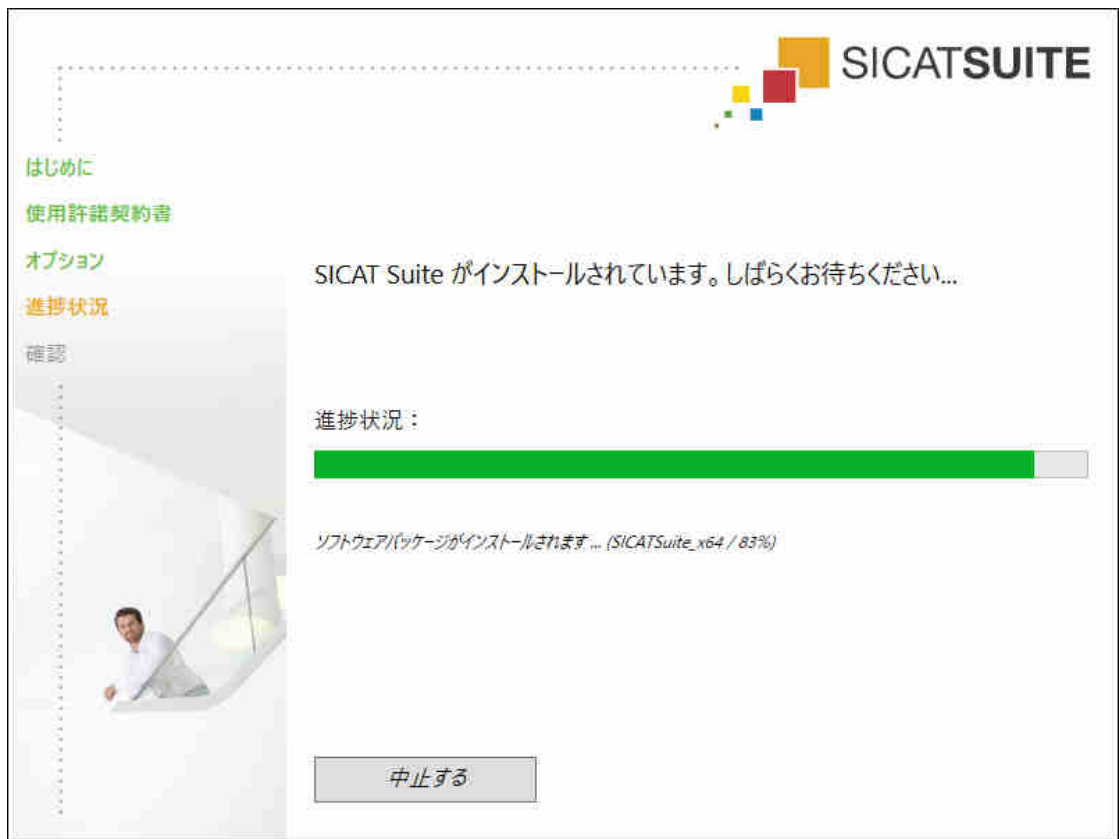 SICATSUITE
はじめに
使用許諾契約書
オプション
進捗状況
確認
SICAT Suite がインストールされています。しばらくお待ちください...
進捗状況：
ソフトウェアパッケージがインストールされます ... (SICATSuite_x64 / 83%)
中止する